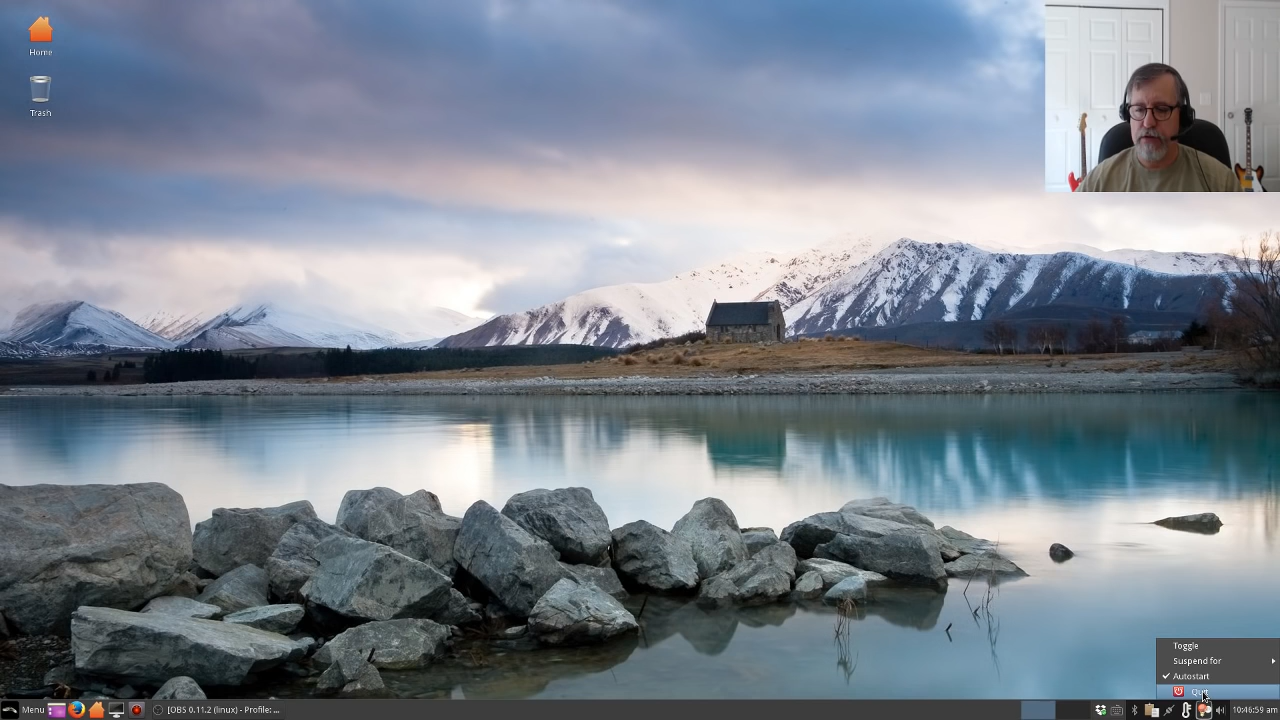 Home
Trash
Toggle
Suspend for
Autostart
Quit
Menu
[OBS 0.11.2 (linux) - Profile: ...
10:46:59 am